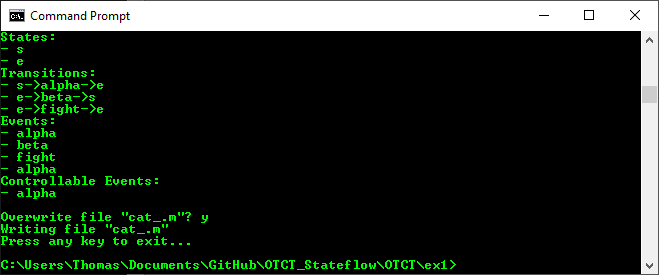 Command Prompt
States:
- s
- e
Transitions:
- s->alpha->e
- e->beta->s
- e->fight->e
Events:
- alpha
- beta
- fight
- alpha
Controllable Events:
- alpha
Overwrite file "cat_.m"? y
Writing file "cat_.m"
Press any key to exit...
C:\Users\Thomas\Documents\GitHub\OTCT_Stateflow\OTCT\ex1>